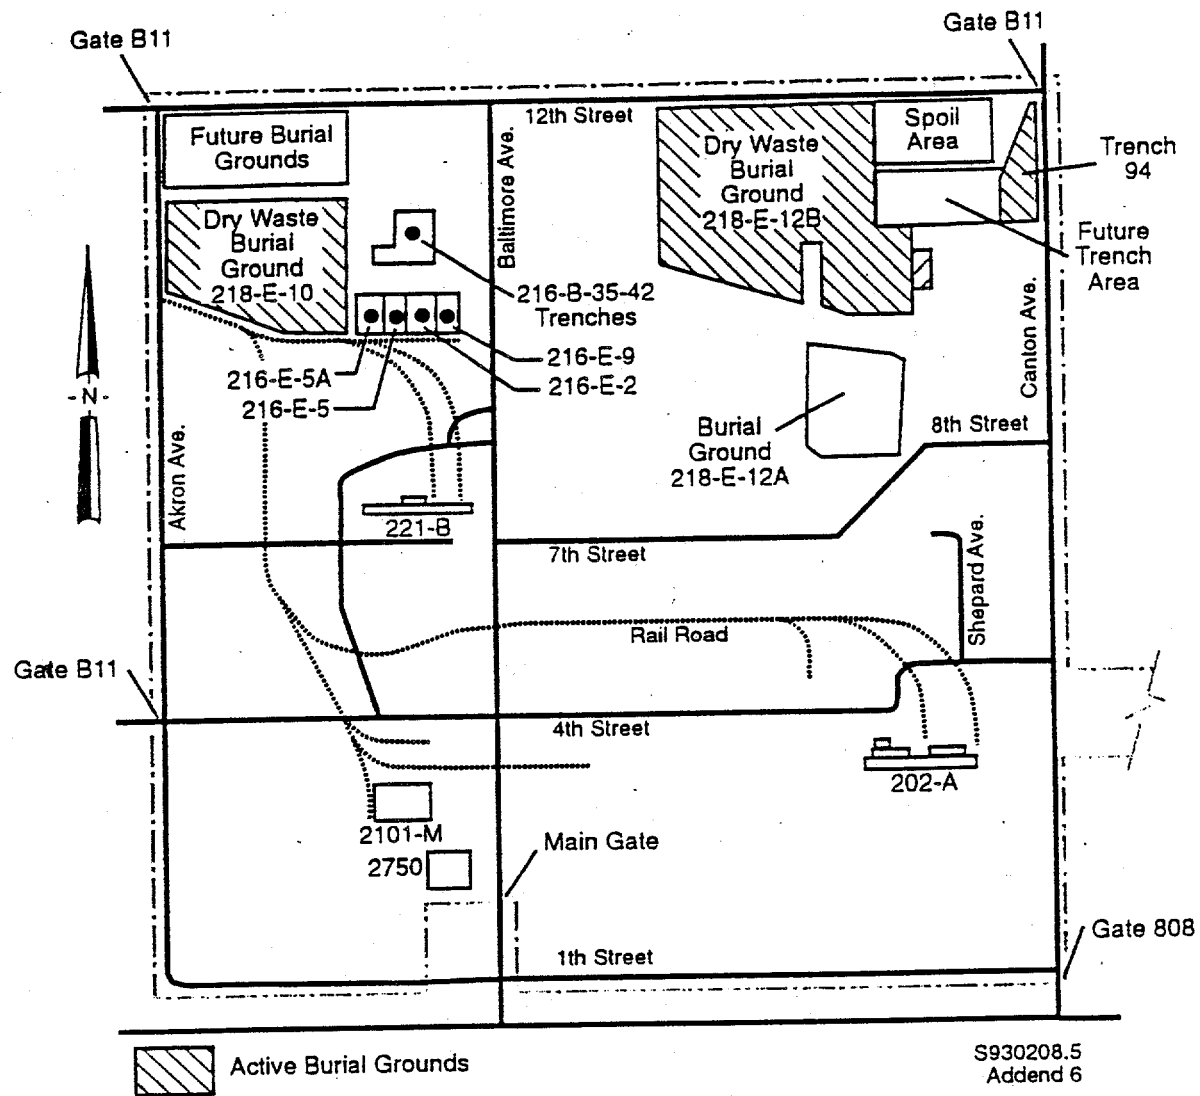 Gate B11
Gate B11
12th Street
Future Burial
Grounds
Spoil
Area
Dry Waste
Burial
Ground
218-E-12B
Trench
94
Dry Waste
Burial
Ground
218-E-10
Baltimore Ave.
Future
Trench
Area
216-B-35-42
Trenches
216-E-9
216-E-2
216-E-5A
216-E-5
Canton Ave.
- N -
Burial
Ground
218-E-12A
8th Street
Akron Ave.
221-B
7th Street
Shepard Ave.
Rail Road
Gate B11
4th Street
202-A
2101-M
2750
Main Gate
Gate 808
1th Street
Active Burial Grounds
S930208.5
Addend 6